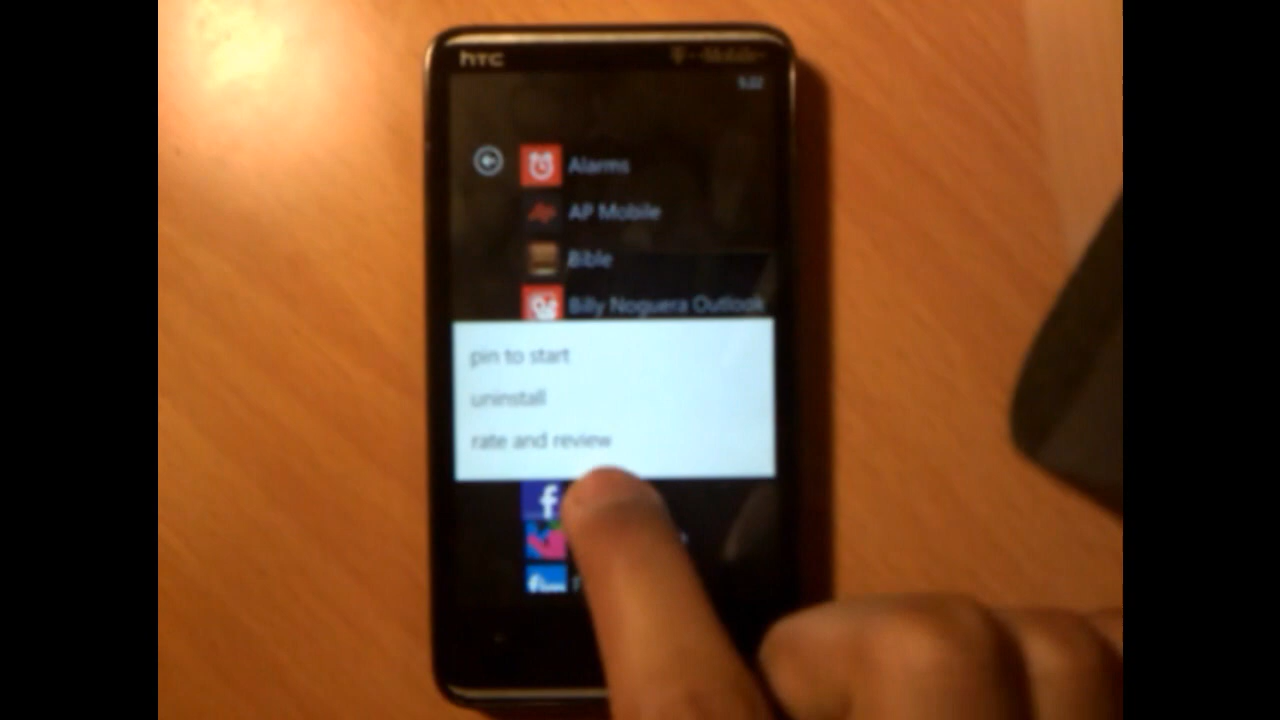 hTC
Alarms
AP Mobile
Bible
Billy Noguera Outlook
pin to start
uninstall
rate and review
f